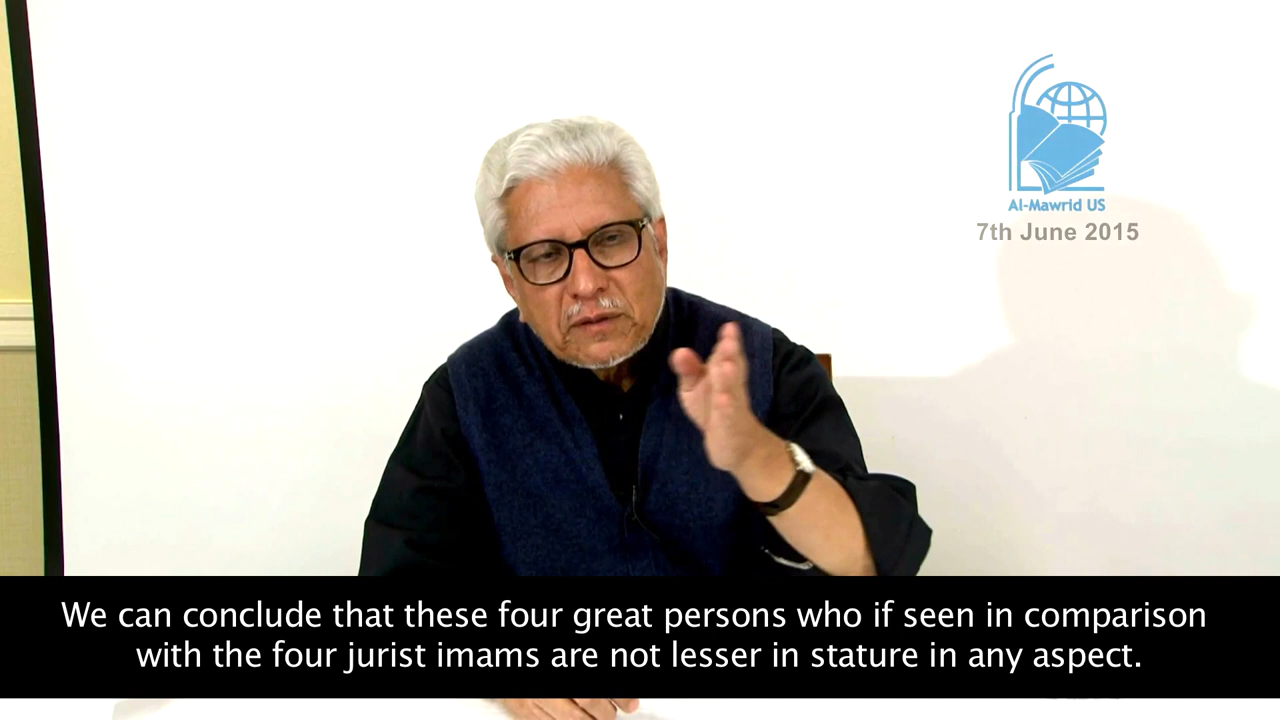 Al-Mawrid US
7th June 2015
We can conclude that these four great persons who if seen in comparison
with the four jurist imams are not lesser in stature in any aspect.